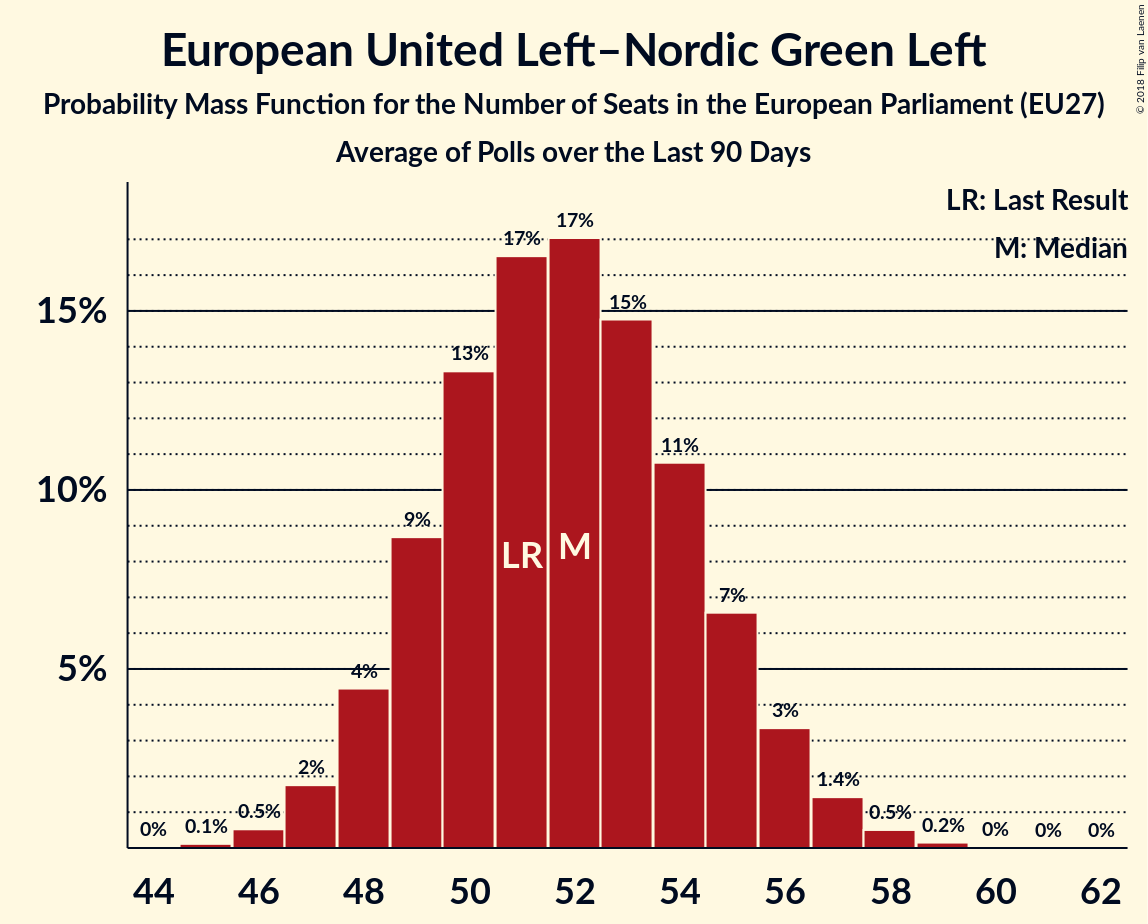 European United Left–Nordic Green Left
Probability Mass Function for the Number of Seats in the European Parliament (EU27)
Average of Polls over the Last 90 Days
© 2018 Filip van Laenen
LR: Last Result
M: Median
15%
10%
5%
0%
0.1%
0.5%
2%
4%
9%
13%
17%
17%
15%
11%
7%
3%
1.4%
0.5%
0.2%
0%
0%
0%
LR
M
44 46 48 50 52 54 56 58 60 62